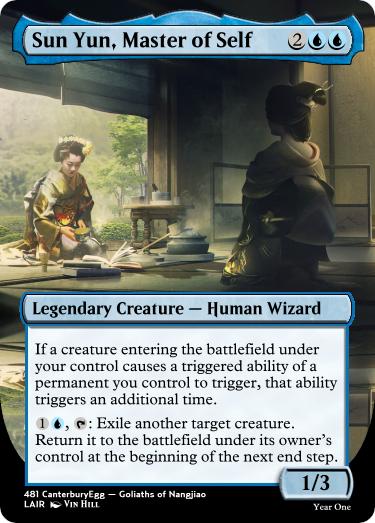 Sun Yun, Master of Self 2
Legendary Creature — Human Wizard
If a creature entering the battlefield under
your control causes a triggered ability of a
permanent you control to trigger, that ability
triggers an additional time.
1, : Exile another target creature.
Return it to the battlefield under its owner's
control at the beginning of the next end step.
1/3
481 CanterburyEgg — Goliaths of Nangjiao
LAIR Vin Hill
Year One